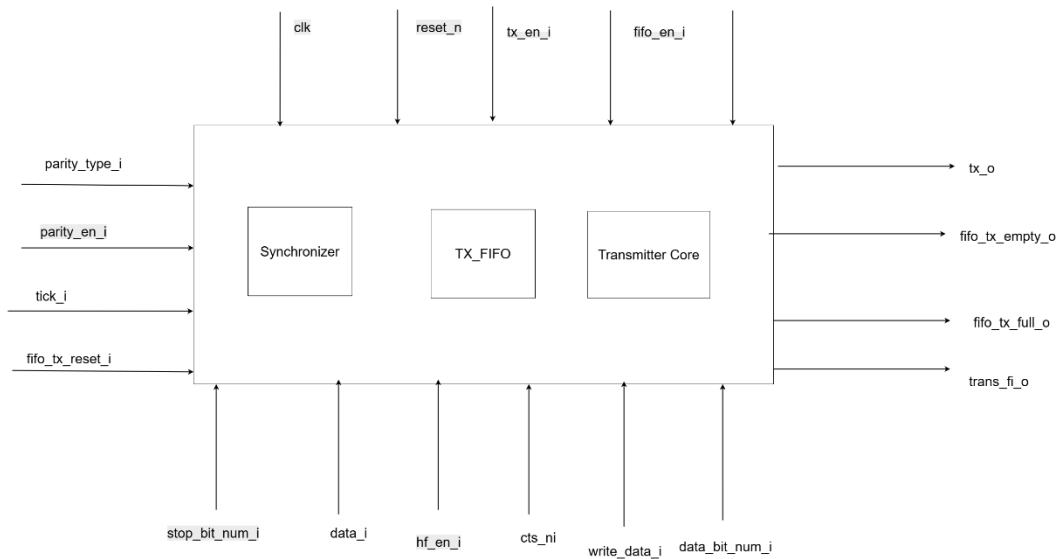 clk
reset_n
tx_en_i
fifo_en_i
parity_type_i
tx_o
parity_en_i
fifo_tx_empty_o
Synchronizer
TX_FIFO
Transmitter Core
tick_i
fifo_tx_full_o
fifo_tx_reset_i
trans_fi_o
stop_bit_num_i
data_i
hf_en_i
cts_ni
write_data_i
data_bit_num_i